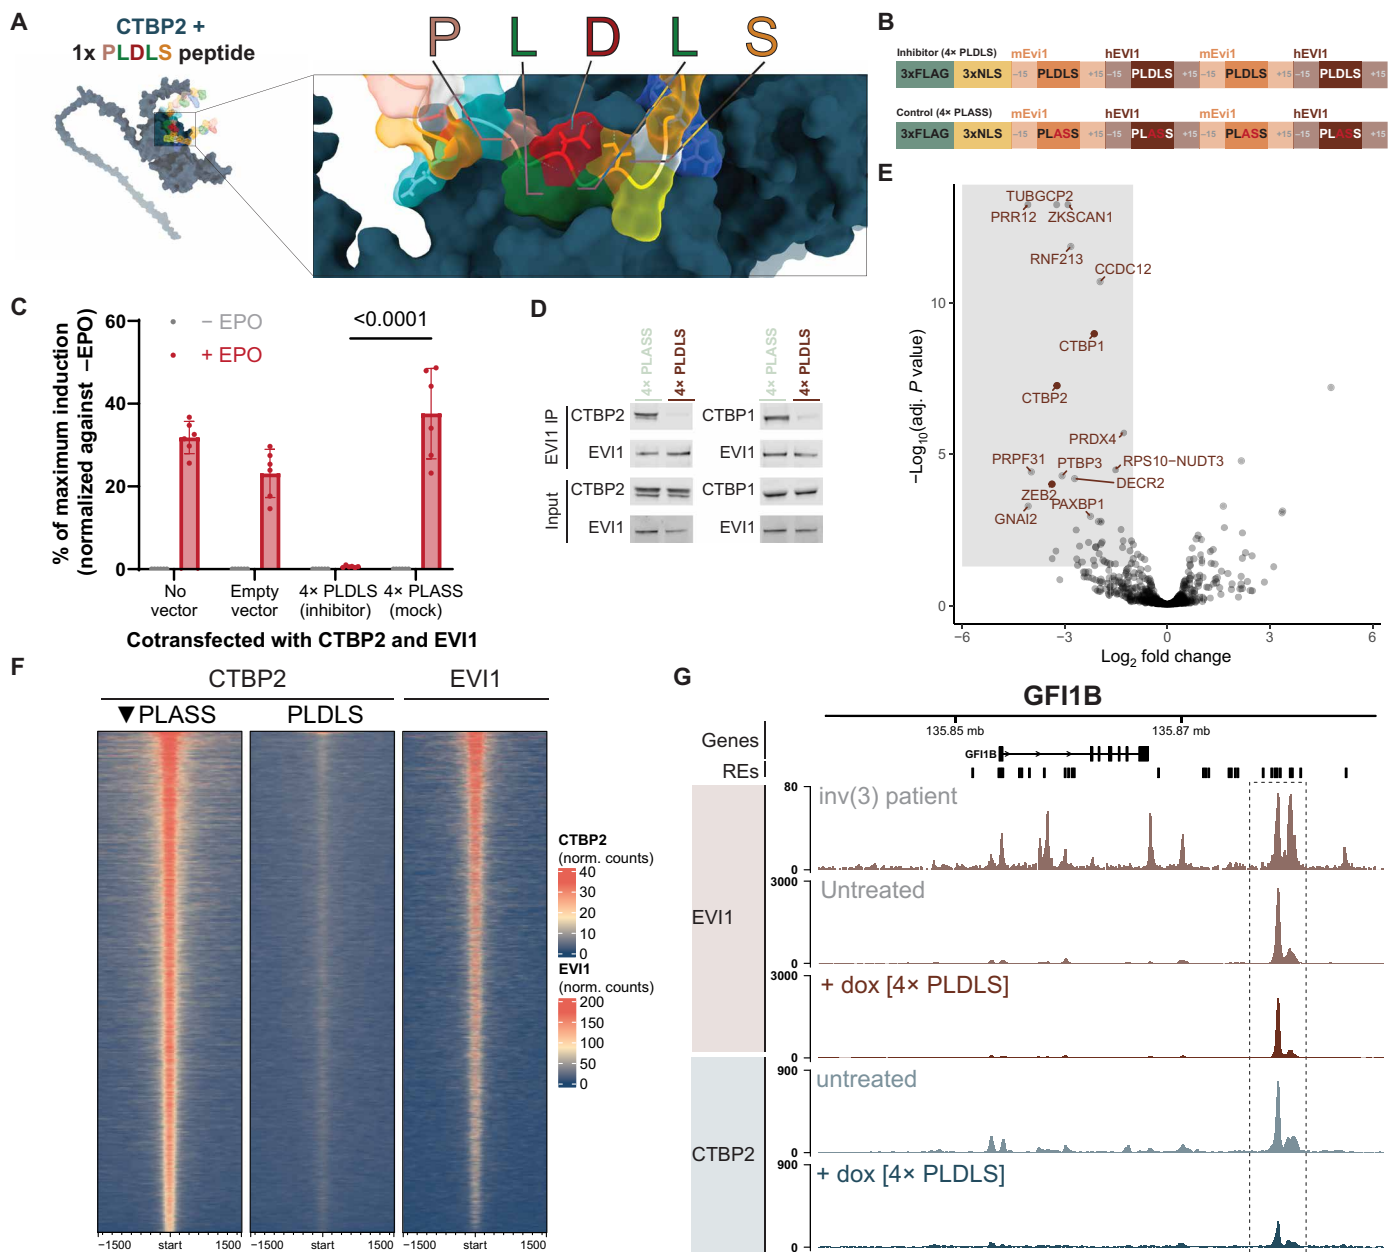 A
CTBP2 +
1x PLDLS peptide
P L D L S
B
Inhibitor (4× PLDLS)
mEvi1 hEVI1 mEvi1 hEVI1
3xFLAG 3xNLS −15 PLDLS +15 −15 PLDLS +15 −15 PLDLS +15 −15 PLDLS +15
Control (4× PLASS)
mEvi1 hEVI1 mEvi1 hEVI1
3xFLAG 3xNLS −15 PLASS +15 −15 PLASS +15 −15 PLASS +15 −15 PLASS +15
C
% of maximum induction
(normalized against −EPO)
60
40
20
0
− EPO
+ EPO
<0.0001
No
vector
Empty
vector
4× PLDLS
(inhibitor)
4× PLASS
(mock)
Cotransfected with CTBP2 and EVI1
D
4× PLASS
4× PLDLS
4× PLASS
4× PLDLS
EVI1 IP
Input
CTBP2
EVI1
CTBP2
EVI1
CTBP1
EVI1
CTBP1
EVI1
E
−Log10(adj. P value)
10
5
0
TUBGCP2
PRR12
ZKSCAN1
RNF213
CCDC12
CTBP1
CTBP2
PRDX4
PRPF31
PTBP3
RPS10−NUDT3
DECR2
ZEB2
PAXBP1
GNAI2
−6 −3 0 3 6
Log2 fold change
F
CTBP2
EVI1
▼PLASS
PLDLS
−1500 start 1500
−1500 start 1500
−1500 start 1500
CTBP2
(norm. counts)
40
30
20
10
0
EVI1
(norm. counts)
200
150
100
50
0
G
GFI1B
135.85 mb
135.87 mb
Genes
GFI1B
REs
EVI1
80
inv(3) patient
0
3000
Untreated
0
3000
+ dox [4× PLDLS]
0
CTBP2
900
untreated
0
900
+ dox [4× PLDLS]
0